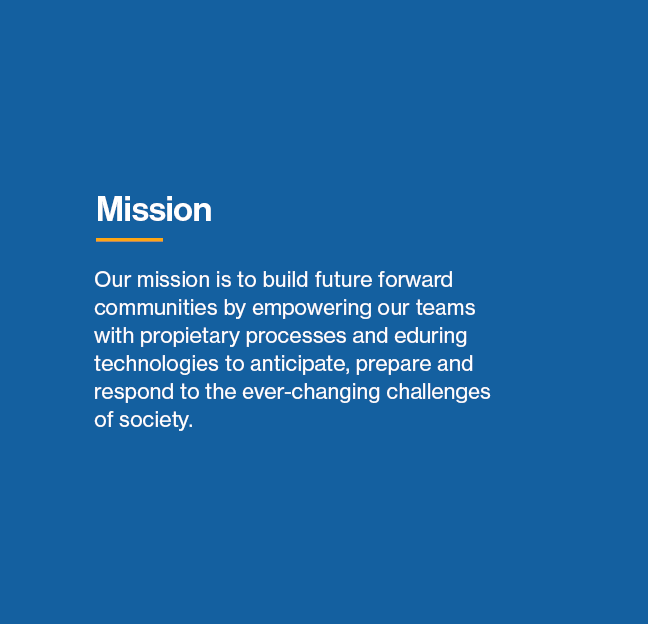 Mission
Our mission is to build future forward
communities by empowering our teams
with propietary processes and eduring
technologies to anticipate, prepare and
respond to the ever-changing challenges
of society.